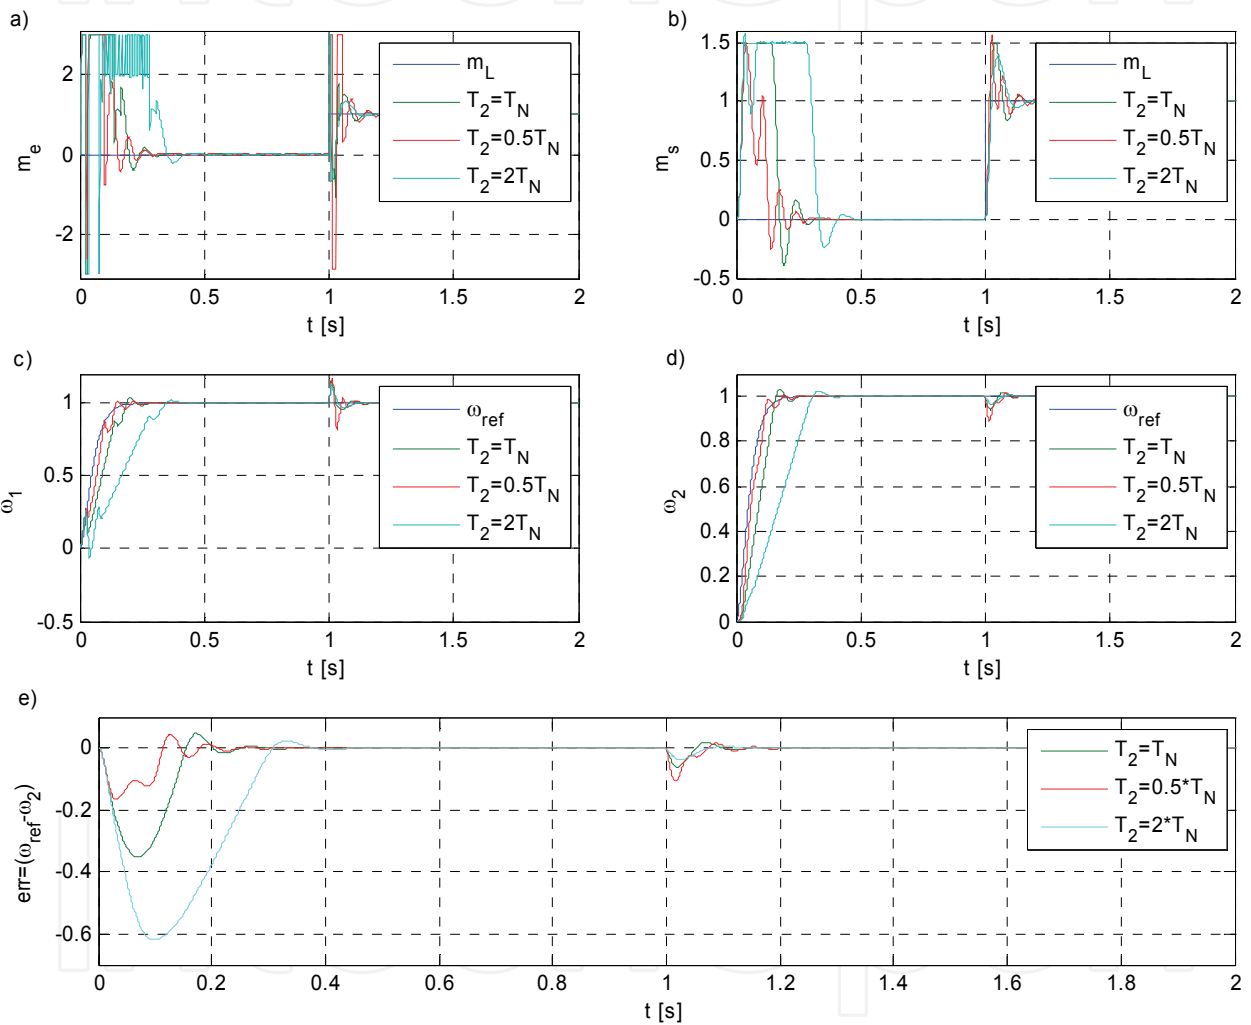 a)
m_e
2
0
-2
0 0.5 1 1.5 2
t [s]
m_L
T_2=T_N
T_2=0.5T_N
T_2=2T_N
b)
m_s
1.5
1
0.5
0
-0.5
0 0.5 1 1.5 2
t [s]
m_L
T_2=T_N
T_2=0.5T_N
T_2=2T_N
c)
ω_1
1
0.5
0
-0.5
0 0.5 1 1.5 2
t [s]
ω_ref
T_2=T_N
T_2=0.5T_N
T_2=2T_N
d)
ω_2
1
0.8
0.6
0.4
0.2
0
0 0.5 1 1.5 2
t [s]
ω_ref
T_2=T_N
T_2=0.5T_N
T_2=2T_N
e)
err=(ω_ref-ω_2)
0
-0.2
-0.4
-0.6
0 0.2 0.4 0.6 0.8 1 1.2 1.4 1.6 1.8 2
t [s]
T_2=T_N
T_2=0.5*T_N
T_2=2*T_N